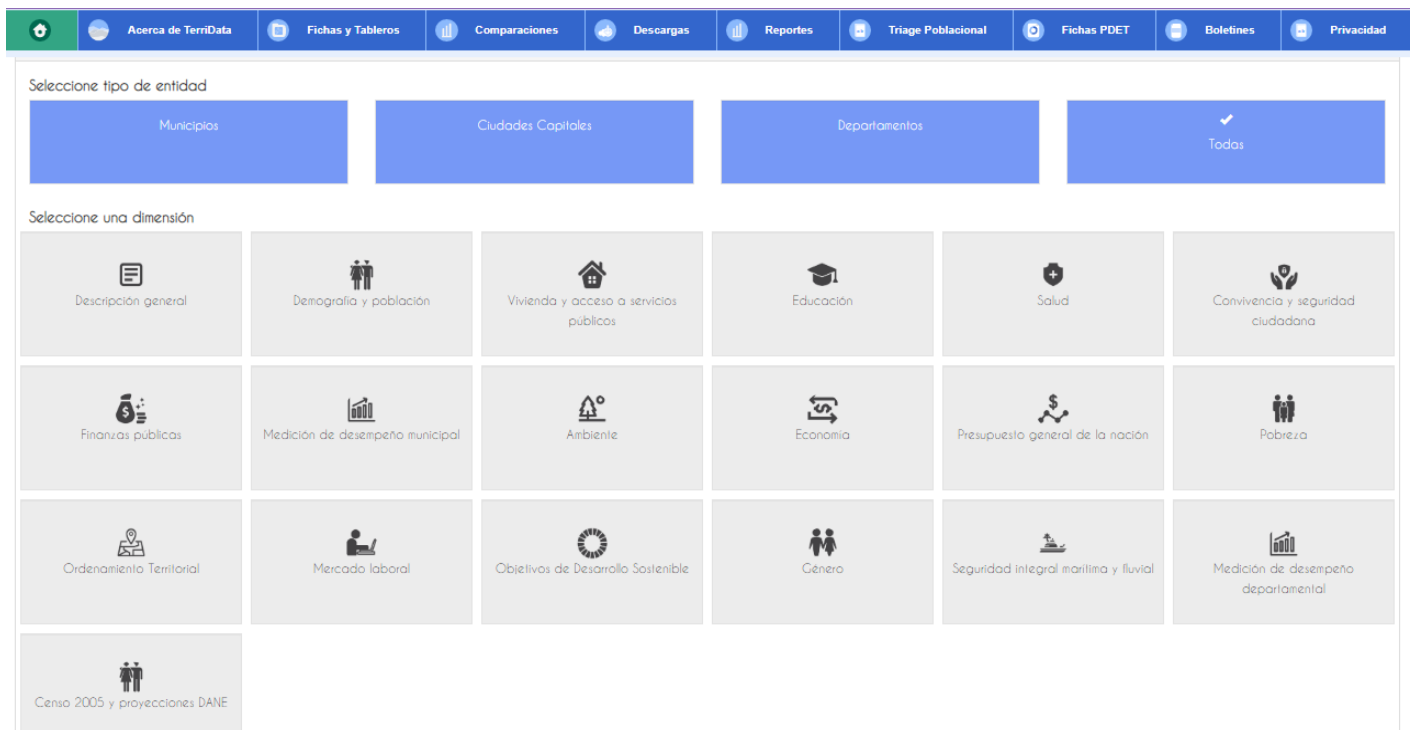 Acerca de TerriData
Fichas y Tableros
Comparaciones
Descargas
Reportes
Triage Poblacional
Fichas PDET
Boletines
Privacidad
Seleccione tipo de entidad
Municipios
Ciudades Capitales
Departamentos
Todas
Seleccione una dimensión
Descripción general
Demografía y población
Vivienda y acceso a servicios
públicos
Educación
Salud
Convivencia y seguridad
ciudadana
Finanzas públicas
Medición de desempeño municipal
Ambiente
Economía
Presupuesto general de la nación
Pobreza
Ordenamiento Territorial
Mercado laboral
Objetivos de Desarrollo Sostenible
Género
Seguridad integral marítima y fluvial
Medición de desempeño
departamental
Censo 2005 y proyecciones DANE